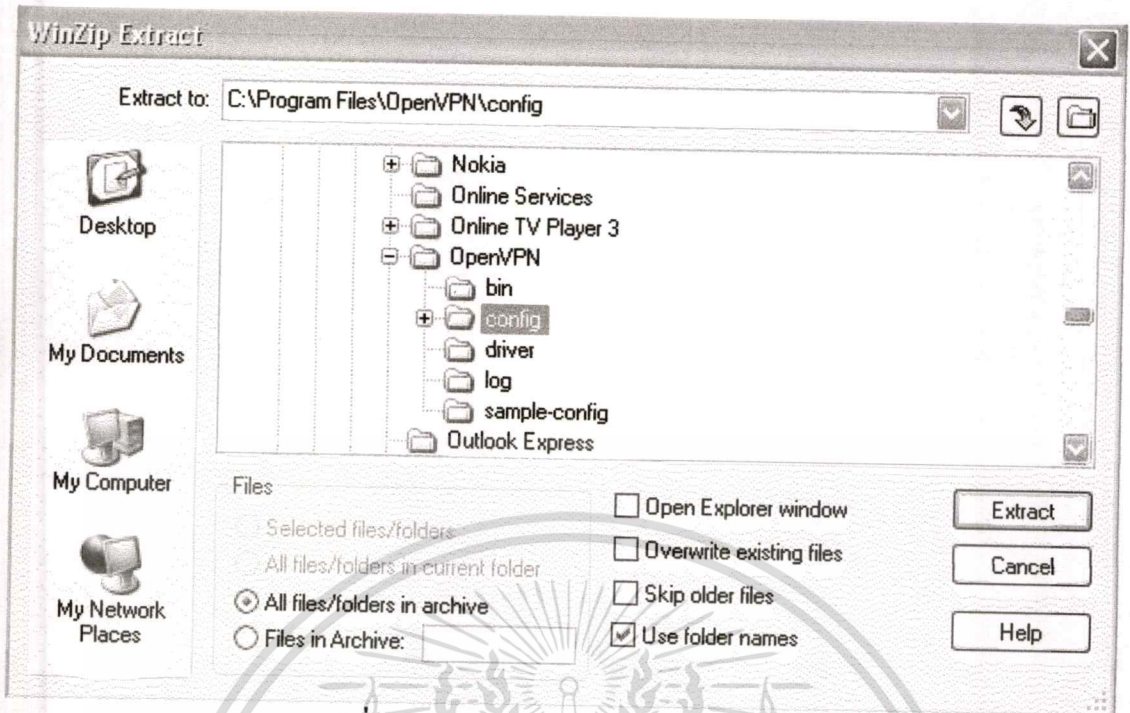 WinZip Extract
Extract to: C:\Program Files\OpenVPN\config
Desktop
My Documents
My Computer
My Network
Places
Nokia
Online Services
Online TV Player 3
OpenVPN
bin
config
driver
log
sample-config
Outlook Express
Files
Selected files/folders
All files/folders in current folder
All files/folders in archive
Files in Archive:
Open Explorer window
Overwrite existing files
Skip older files
Use folder names
Extract
Cancel
Help